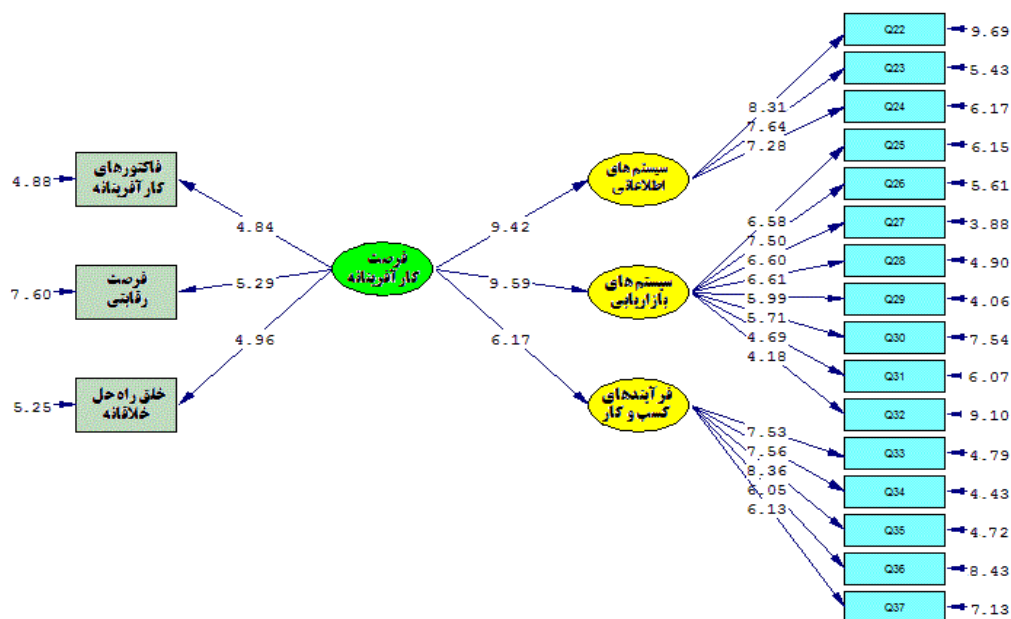 فاکتورهای
کارآفرینانه
4.88
4.84
فرصت
رقابتی
7.60
5.29
خلق راه حل
خلاقانه
5.25
4.96
فرصت
کارآفرینانه
9.42
9.59
6.17
سیستم های
اطلاعاتی
سیستم های
بازاریابی
فرآیندهای
کسب و کار
8.31
7.64
7.28
6.58
7.50
6.60
6.61
5.99
5.71
4.69
4.18
7.53
7.56
8.36
6.05
6.13
Q22 9.69
Q23 5.43
Q24 6.17
Q25 6.15
Q26 5.61
Q27 3.88
Q28 4.90
Q29 4.06
Q30 7.54
Q31 6.07
Q32 9.10
Q33 4.79
Q34 4.43
Q35 4.72
Q36 8.43
Q37 7.13